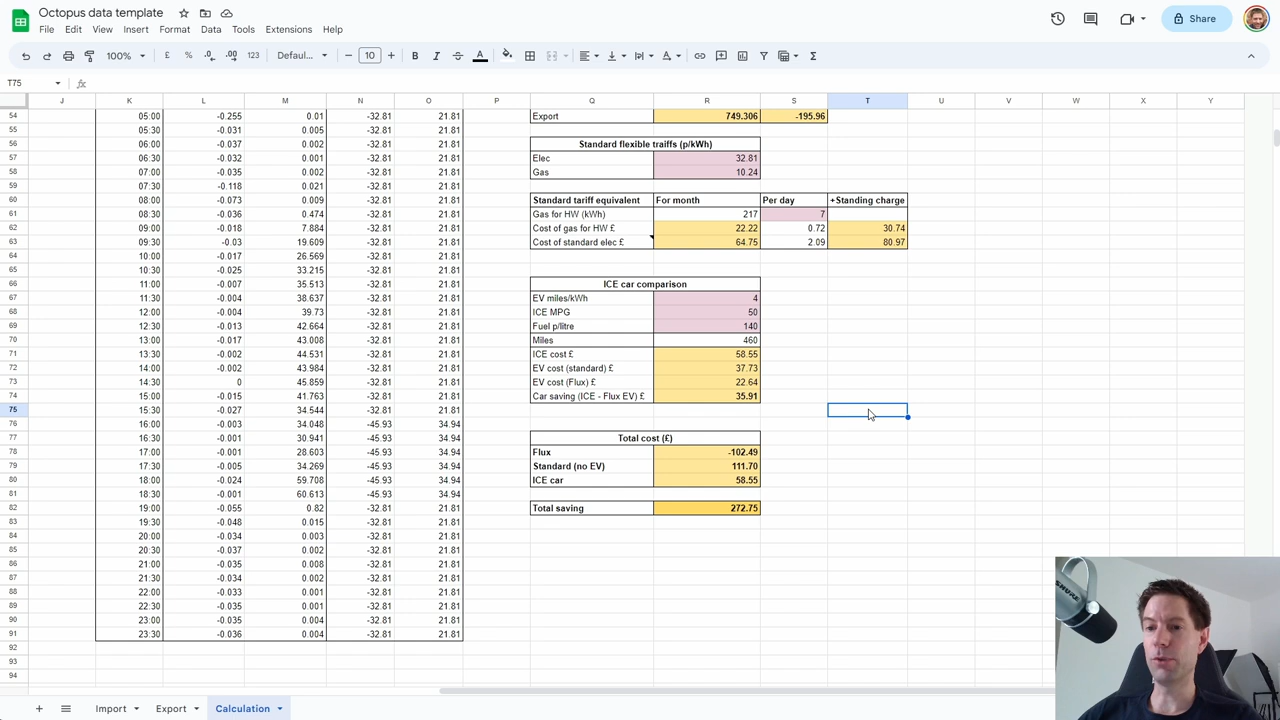 Octopus data template
File Edit View Insert Format Data Tools Extensions Help
Share
100% £ % .0 .00 123 Defaul... − 10 + B I A
T75 fx
J K L M N O P Q R S T U V W X Y
54 05:00 -0.255 0.01 -32.81 21.81 Export 749.306 -195.96
55 05:30 -0.031 0.005 -32.81 21.81
56 06:00 -0.037 0.002 -32.81 21.81 Standard flexible traiffs (p/kWh)
57 06:30 -0.032 0.001 -32.81 21.81 Elec 32.81
58 07:00 -0.035 0.002 -32.81 21.81 Gas 10.24
59 07:30 -0.118 0.021 -32.81 21.81
60 08:00 -0.073 0.009 -32.81 21.81 Standard tariff equivalent For month Per day +Standing charge
61 08:30 -0.036 0.474 -32.81 21.81 Gas for HW (kWh) 217 7
62 09:00 -0.018 7.884 -32.81 21.81 Cost of gas for HW £ 22.22 0.72 30.74
63 09:30 -0.03 19.609 -32.81 21.81 Cost of standard elec £ 64.75 2.09 80.97
64 10:00 -0.017 26.569 -32.81 21.81
65 10:30 -0.025 33.215 -32.81 21.81
66 11:00 -0.007 35.513 -32.81 21.81 ICE car comparison
67 11:30 -0.004 38.637 -32.81 21.81 EV miles/kWh 4
68 12:00 -0.004 39.73 -32.81 21.81 ICE MPG 50
69 12:30 -0.013 42.664 -32.81 21.81 Fuel p/litre 140
70 13:00 -0.017 43.008 -32.81 21.81 Miles 460
71 13:30 -0.002 44.531 -32.81 21.81 ICE cost £ 58.55
72 14:00 -0.002 43.984 -32.81 21.81 EV cost (standard) £ 37.73
73 14:30 0 45.859 -32.81 21.81 EV cost (Flux) £ 22.64
74 15:00 -0.015 41.763 -32.81 21.81 Car saving (ICE - Flux EV) £ 35.91
75 15:30 -0.027 34.544 -32.81 21.81
76 16:00 -0.003 34.048 -45.93 34.94
77 16:30 -0.001 30.941 -45.93 34.94 Total cost (£)
78 17:00 -0.001 28.603 -45.93 34.94 Flux -102.49
79 17:30 -0.005 34.269 -45.93 34.94 Standard (no EV) 111.70
80 18:00 -0.024 59.708 -45.93 34.94 ICE car 58.55
81 18:30 -0.001 60.613 -45.93 34.94
82 19:00 -0.055 0.82 -32.81 21.81 Total saving 272.75
83 19:30 -0.048 0.015 -32.81 21.81
84 20:00 -0.034 0.003 -32.81 21.81
85 20:30 -0.037 0.002 -32.81 21.81
86 21:00 -0.035 0.008 -32.81 21.81
87 21:30 -0.034 0.002 -32.81 21.81
88 22:00 -0.033 0.001 -32.81 21.81
89 22:30 -0.035 0.001 -32.81 21.81
90 23:00 -0.035 0.004 -32.81 21.81
91 23:30 -0.036 0.004 -32.81 21.81
92
93
94
SHURE
Import Export Calculation